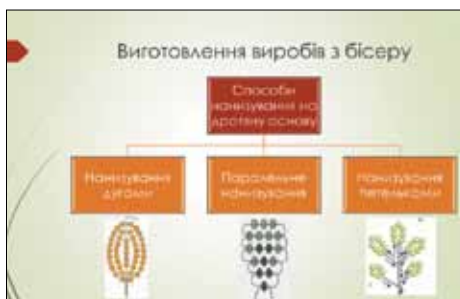 Виготовлення виробів з бісеру
Способи
нанизування на
дротяну основу
Нанизування
дугами
Паралельне
нанизування
Нанизування
петельками